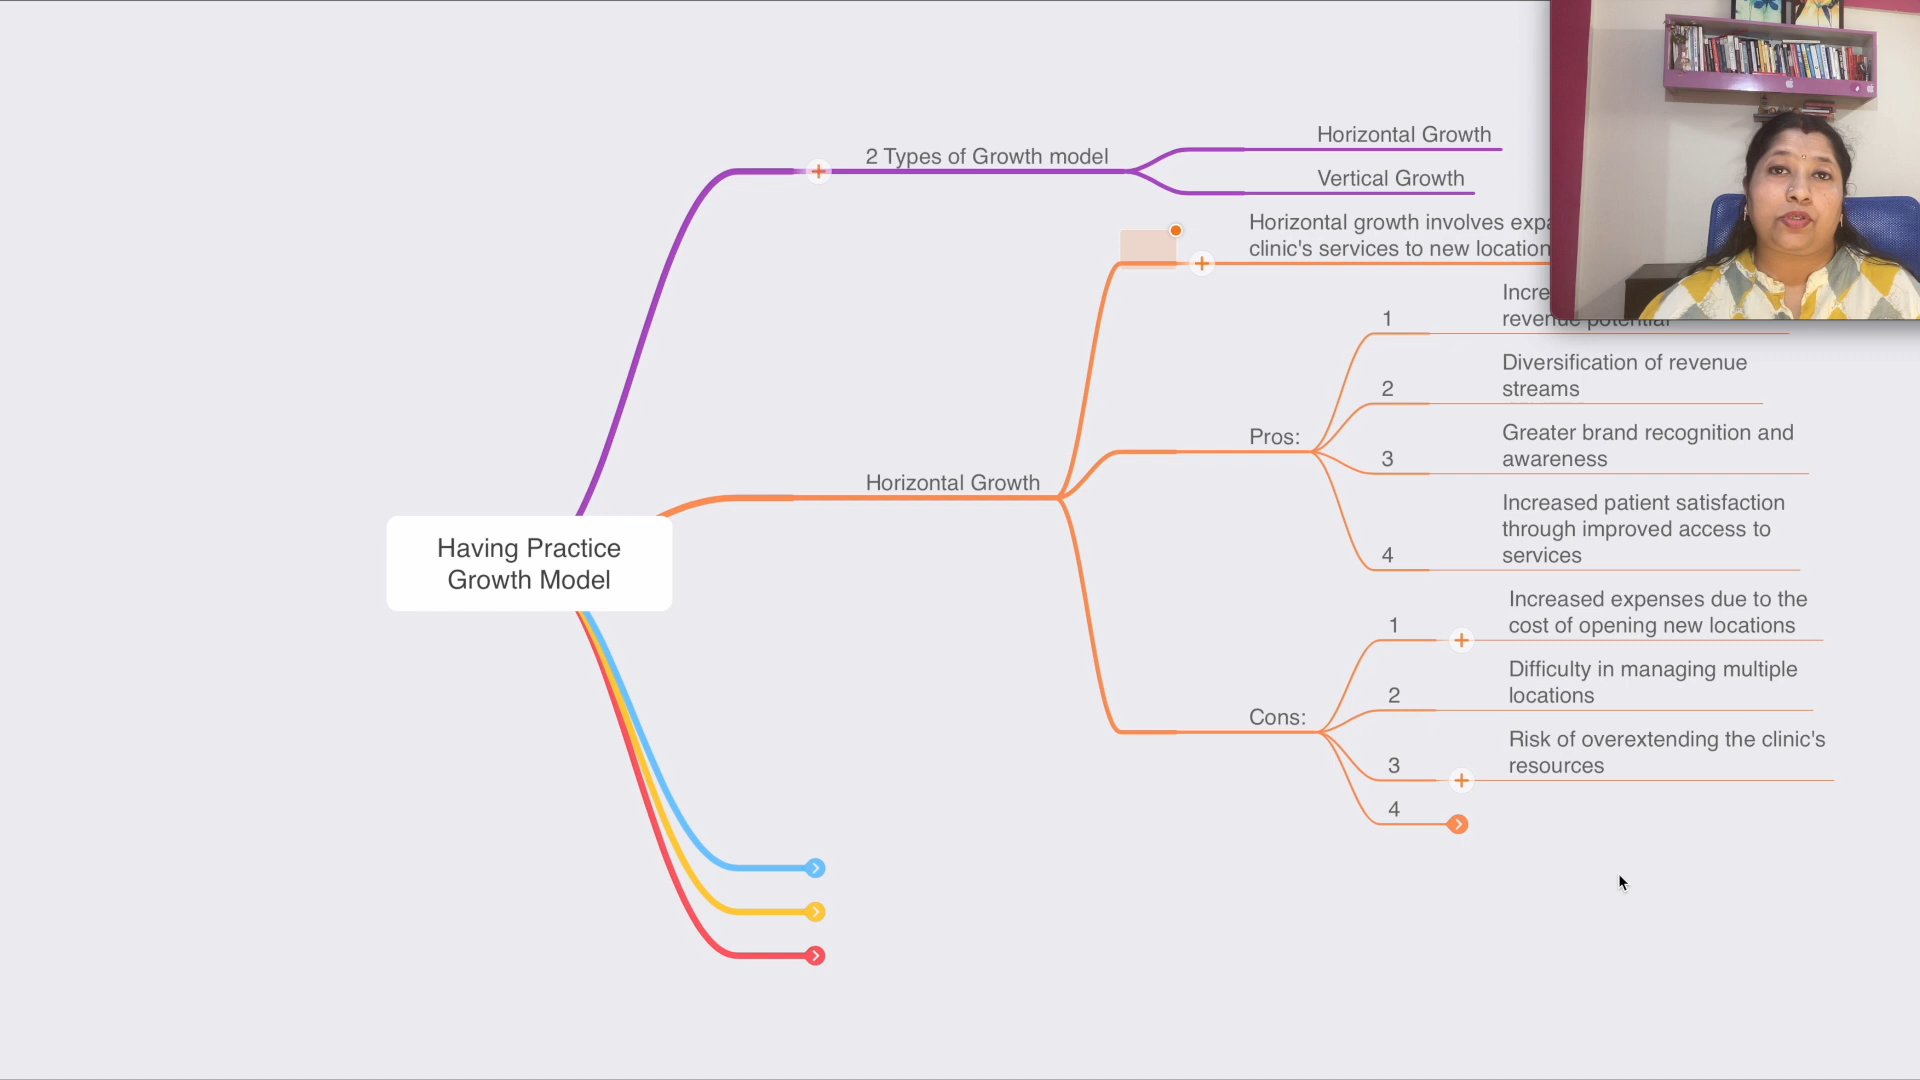 Having Practice
Growth Model
2 Types of Growth model
Horizontal Growth
Vertical Growth
Horizontal Growth
Horizontal growth involves
clinic's services to new
Pros:
1
revenue potential
2
Diversification of revenue
streams
3
Greater brand recognition and
awareness
4
Increased patient satisfaction
through improved access to
services
Cons:
1
Increased expenses due to the
cost of opening new locations
2
Difficulty in managing multiple
locations
3
Risk of overextending the clinic's
resources
4